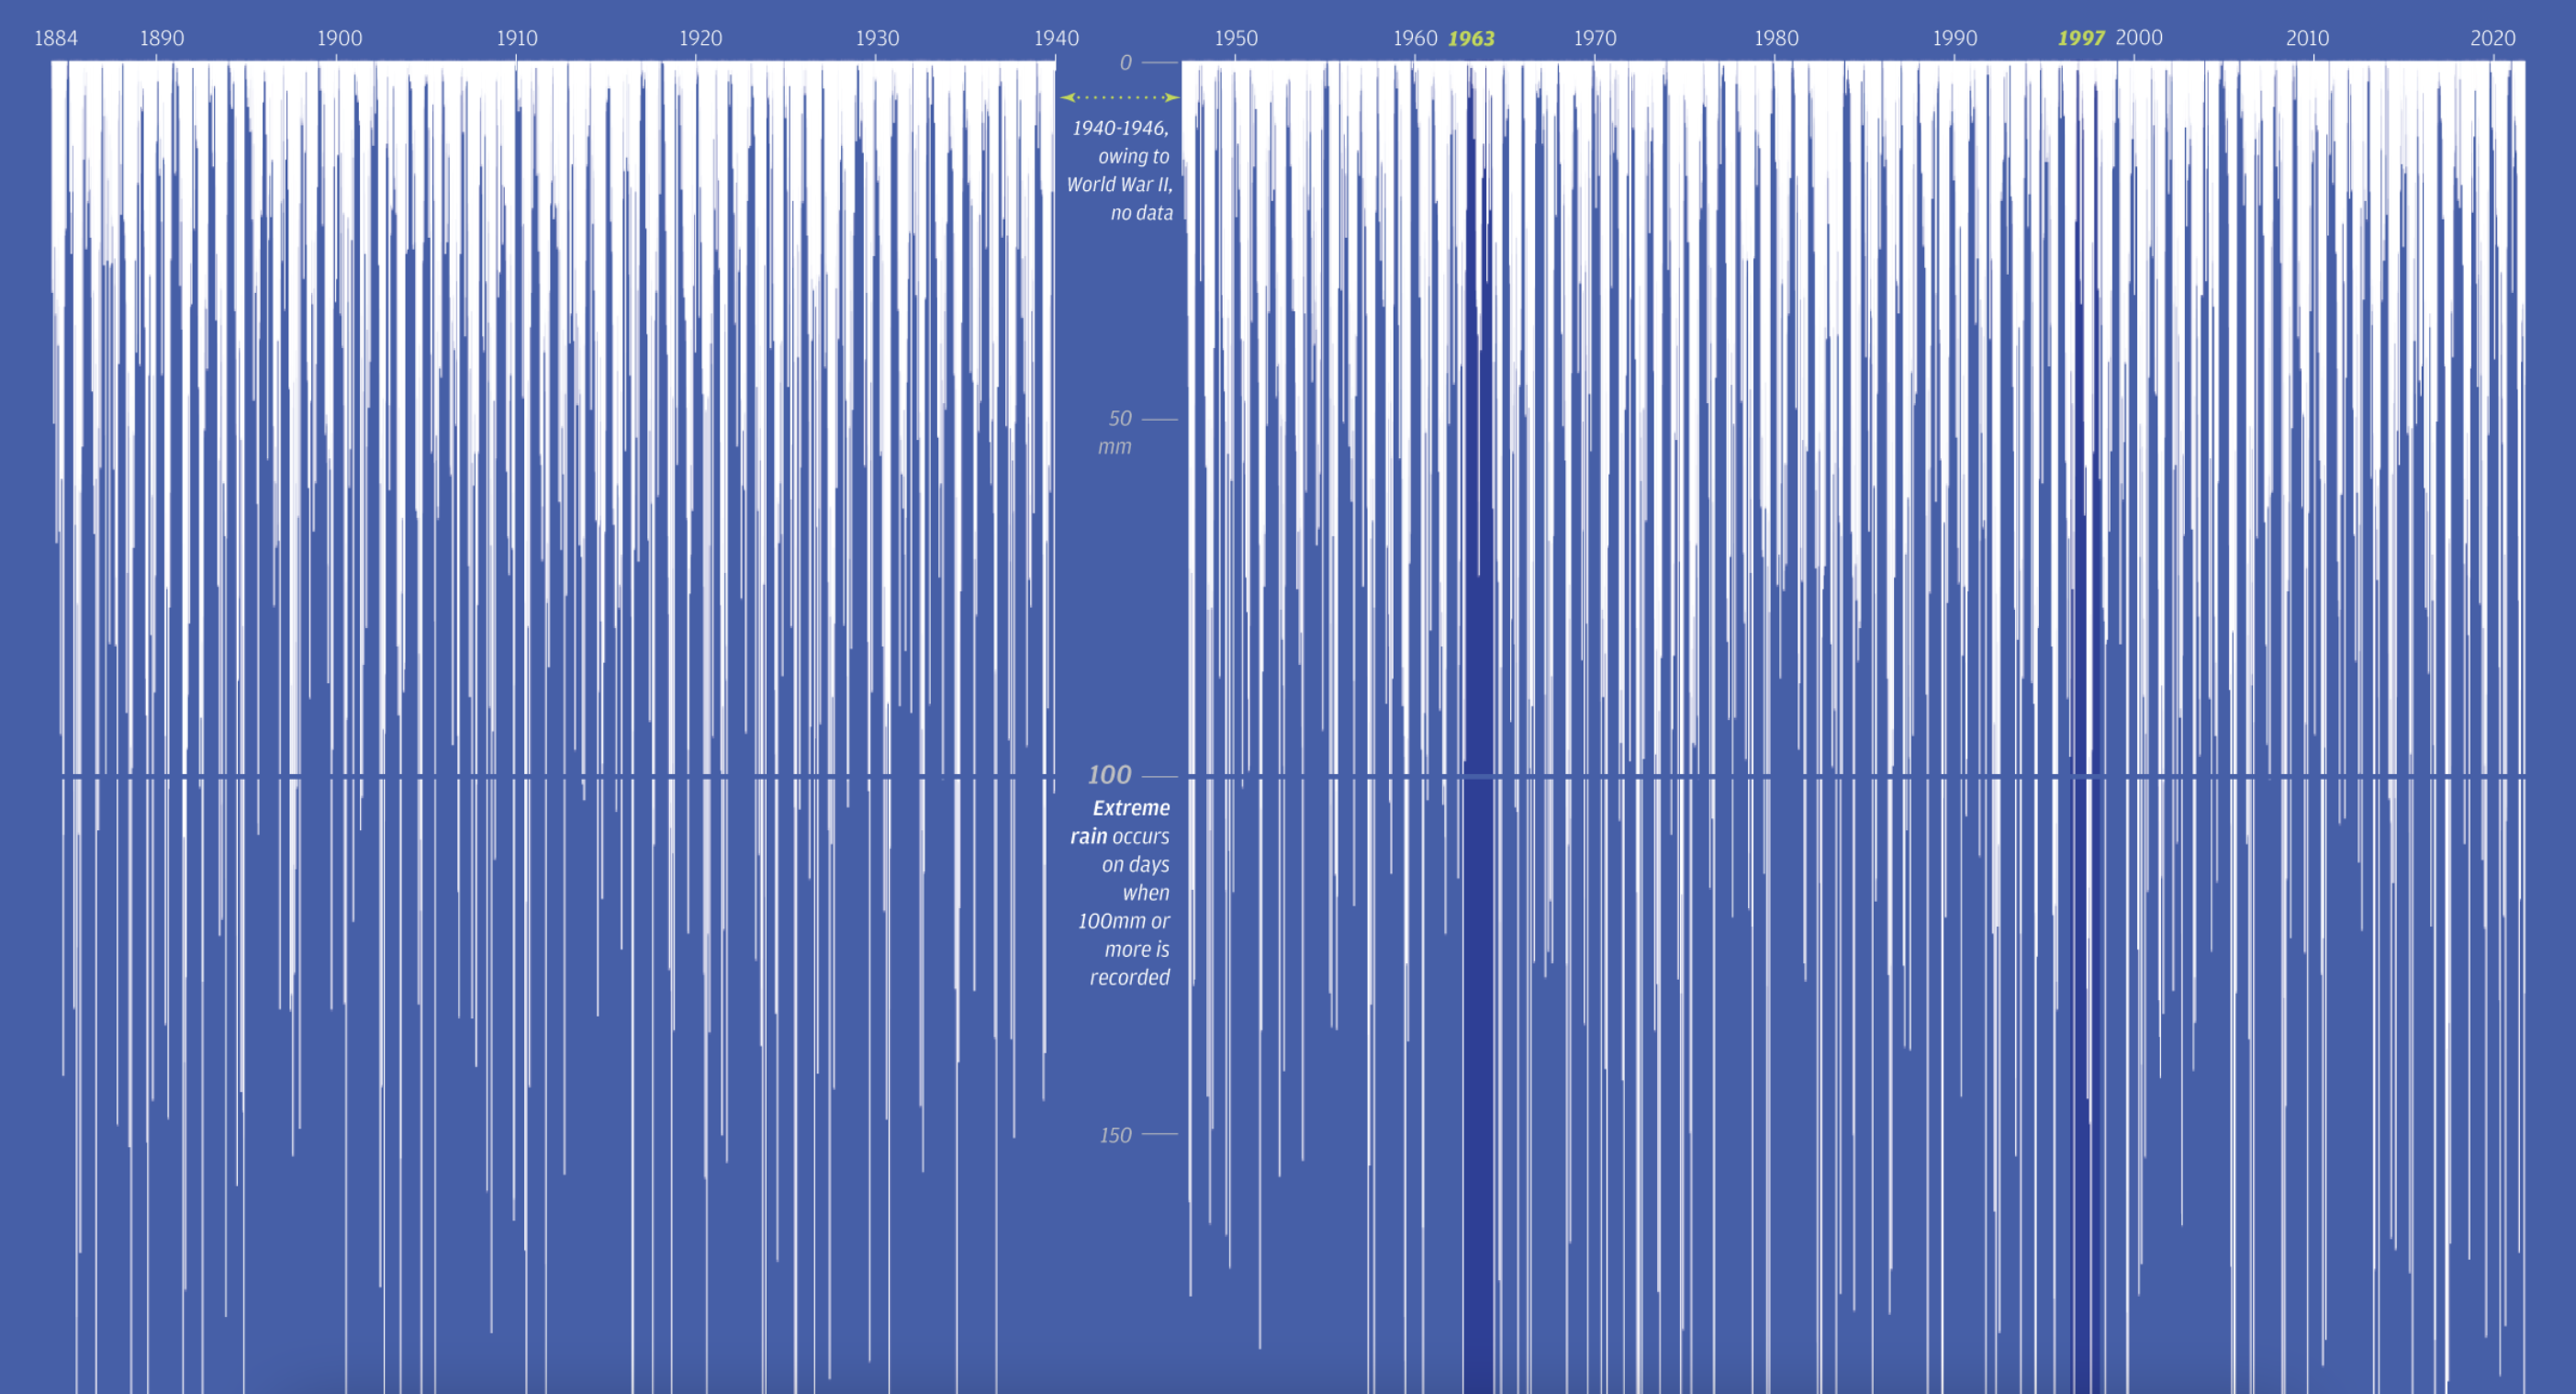 1884 1890 1900 1910 1920 1930 1940 1950 1960 1963 1970 1980 1990 1997 2000 2010 2020
0
1940-1946,
owing to
World War II,
no data
50
mm
100
Extreme
rain occurs
on days
when
100mm or
more is
recorded
150